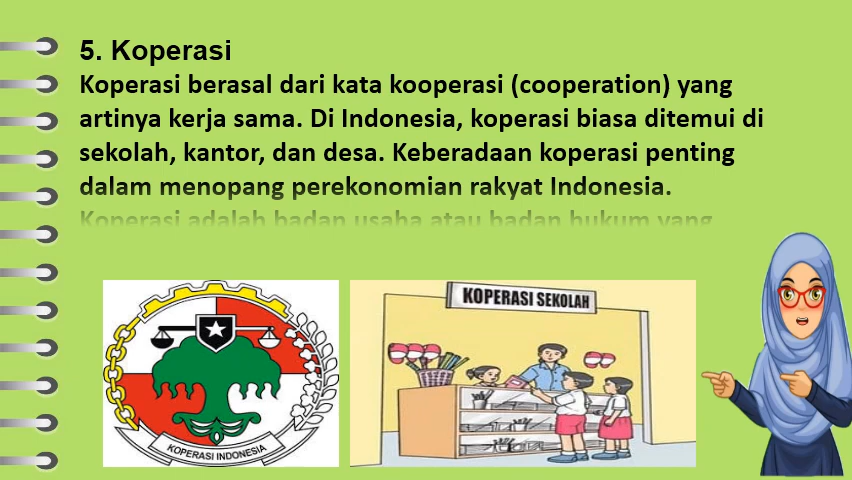 5. Koperasi
Koperasi berasal dari kata kooperasi (cooperation) yang
artinya kerja sama. Di Indonesia, koperasi biasa ditemui di
sekolah, kantor, dan desa. Keberadaan koperasi penting
dalam menopang perekonomian rakyat Indonesia.
Koperasi adalah badan usaha atau badan hukum yang
KOPERASI INDONESIA
KOPERASI SEKOLAH